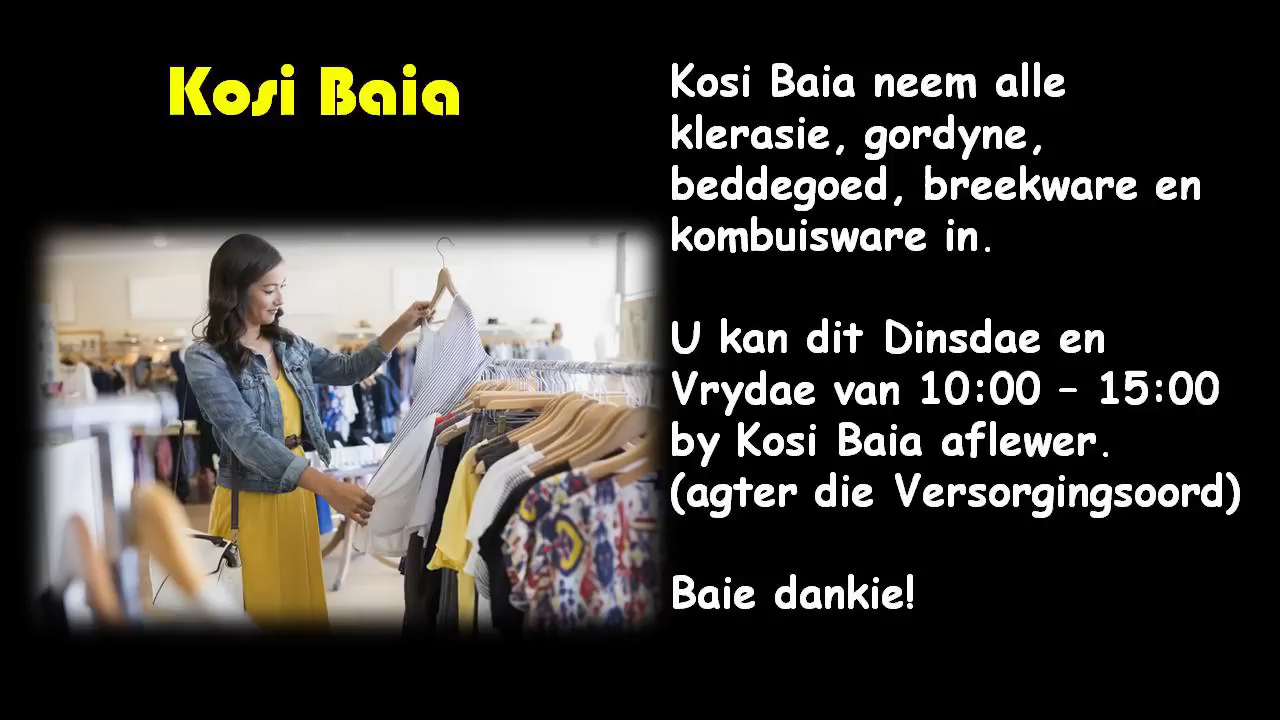 Kosi Baia
Kosi Baia neem alle
klerasie, gordyne,
beddegoed, breekware en
kombuisware in.
U kan dit Dinsdae en
Vrydae van 10:00 – 15:00
by Kosi Baia aflewer.
(agter die Versorgingsoord)
Baie dankie!